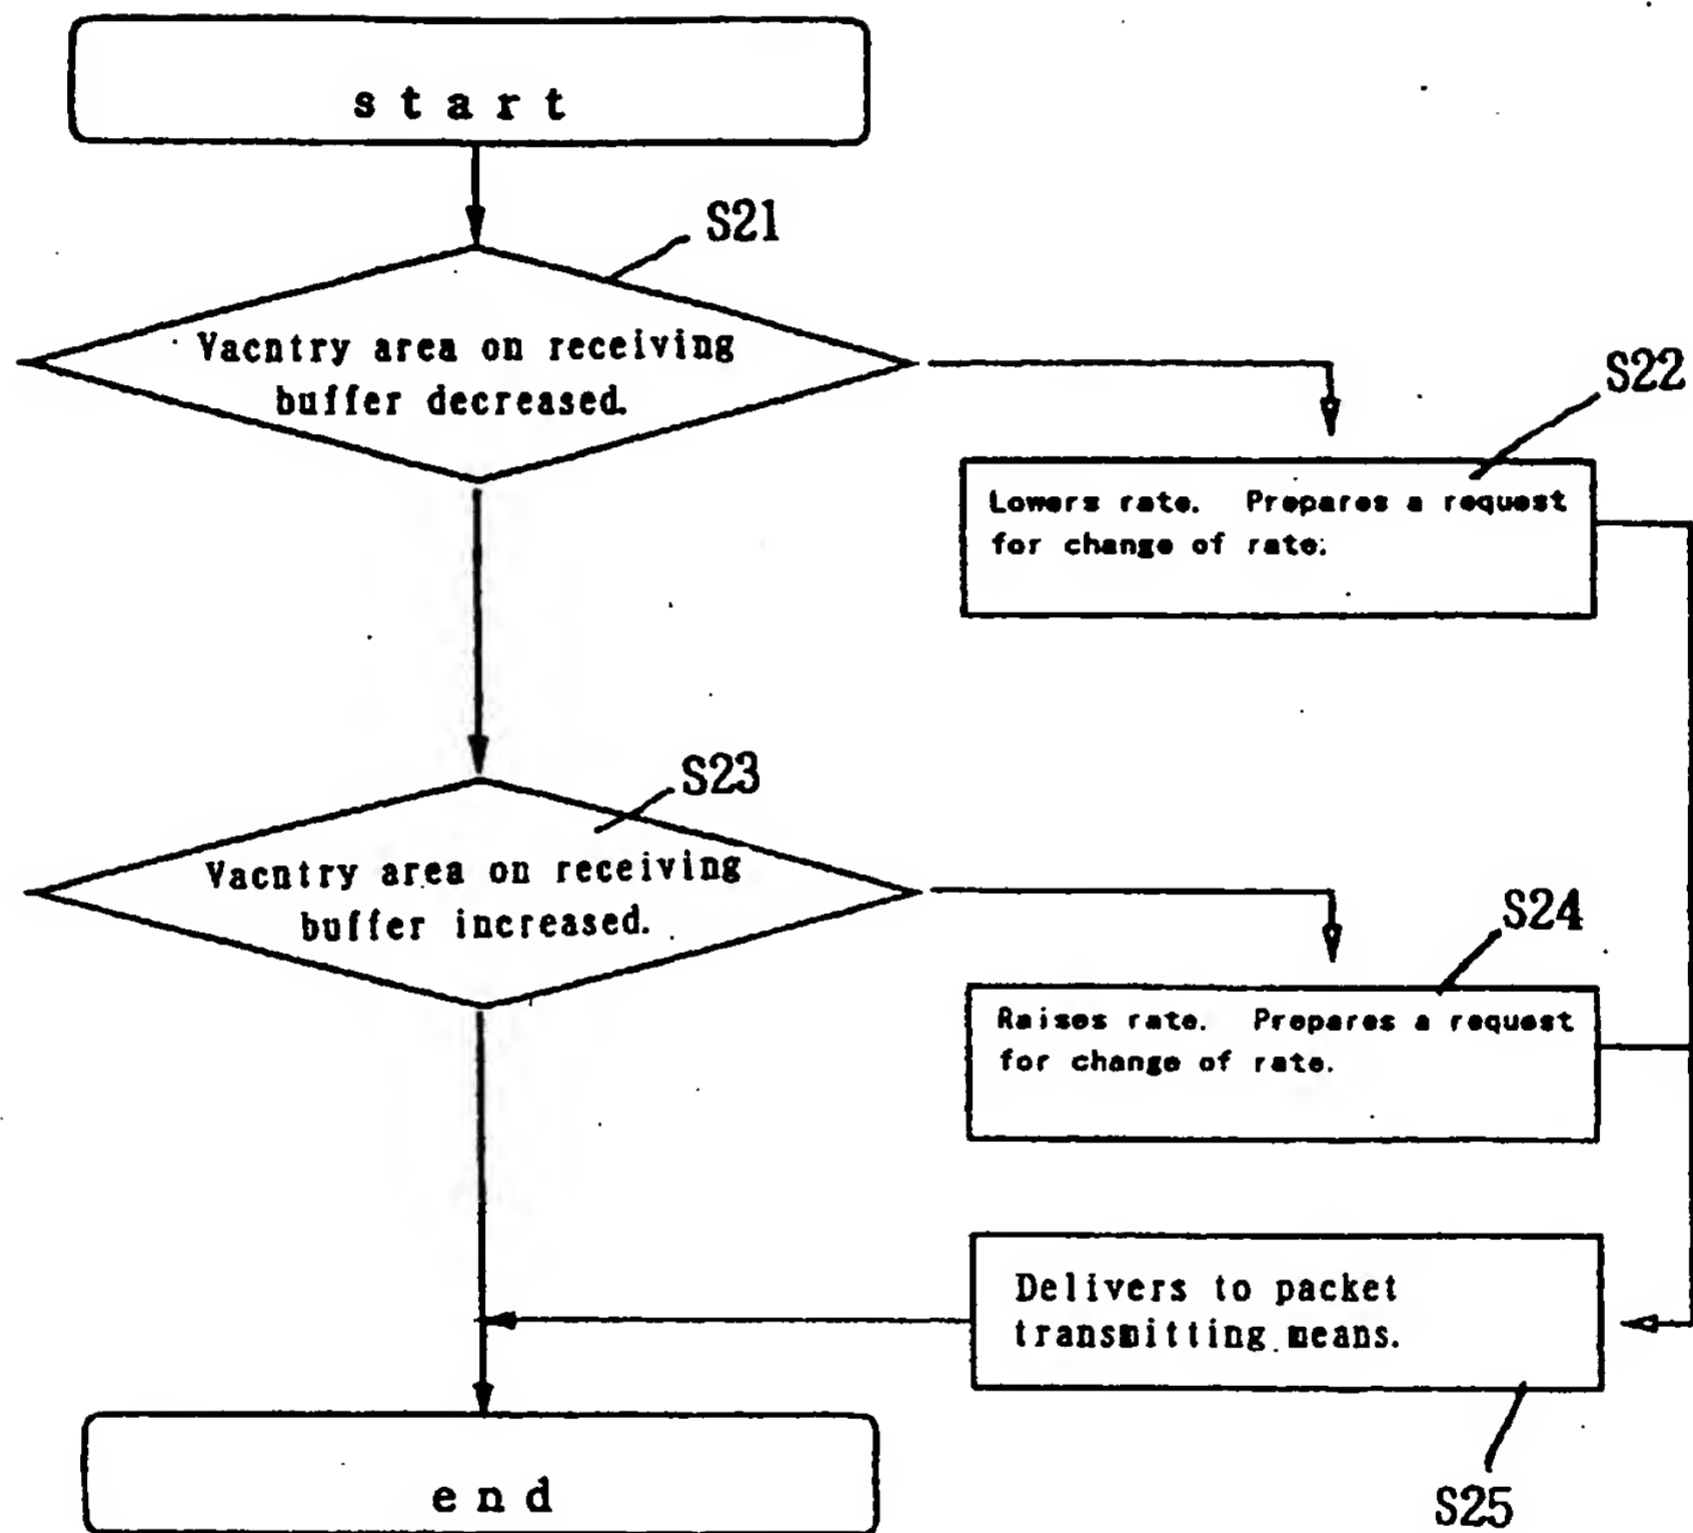 start
S21
Vacntry area on receiving
buffer decreased.
S22
Lowers rate. Prepares a request
for change of rate.
S23
Vacntry area on receiving
buffer increased.
S24
Raises rate. Prepares a request
for change of rate.
Delivers to packet
transmitting means.
S25
end